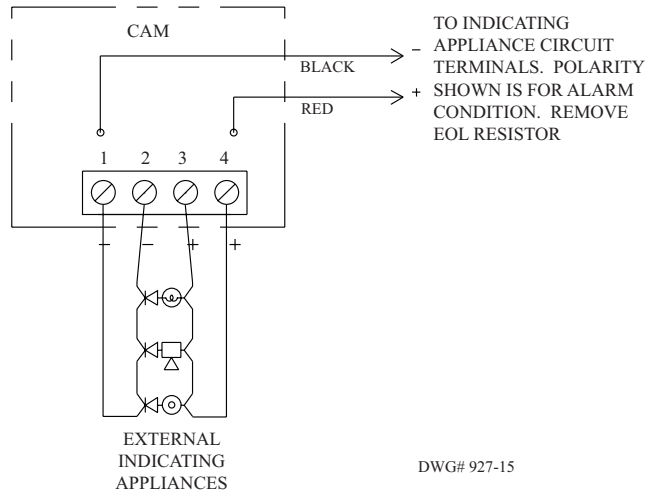 CAM
TO INDICATING
− APPLIANCE CIRCUIT
BLACK
TERMINALS. POLARITY
+ SHOWN IS FOR ALARM
RED
CONDITION. REMOVE
EOL RESISTOR
1 2 3 4
− − + +
EXTERNAL
INDICATING
APPLIANCES
DWG# 927-15